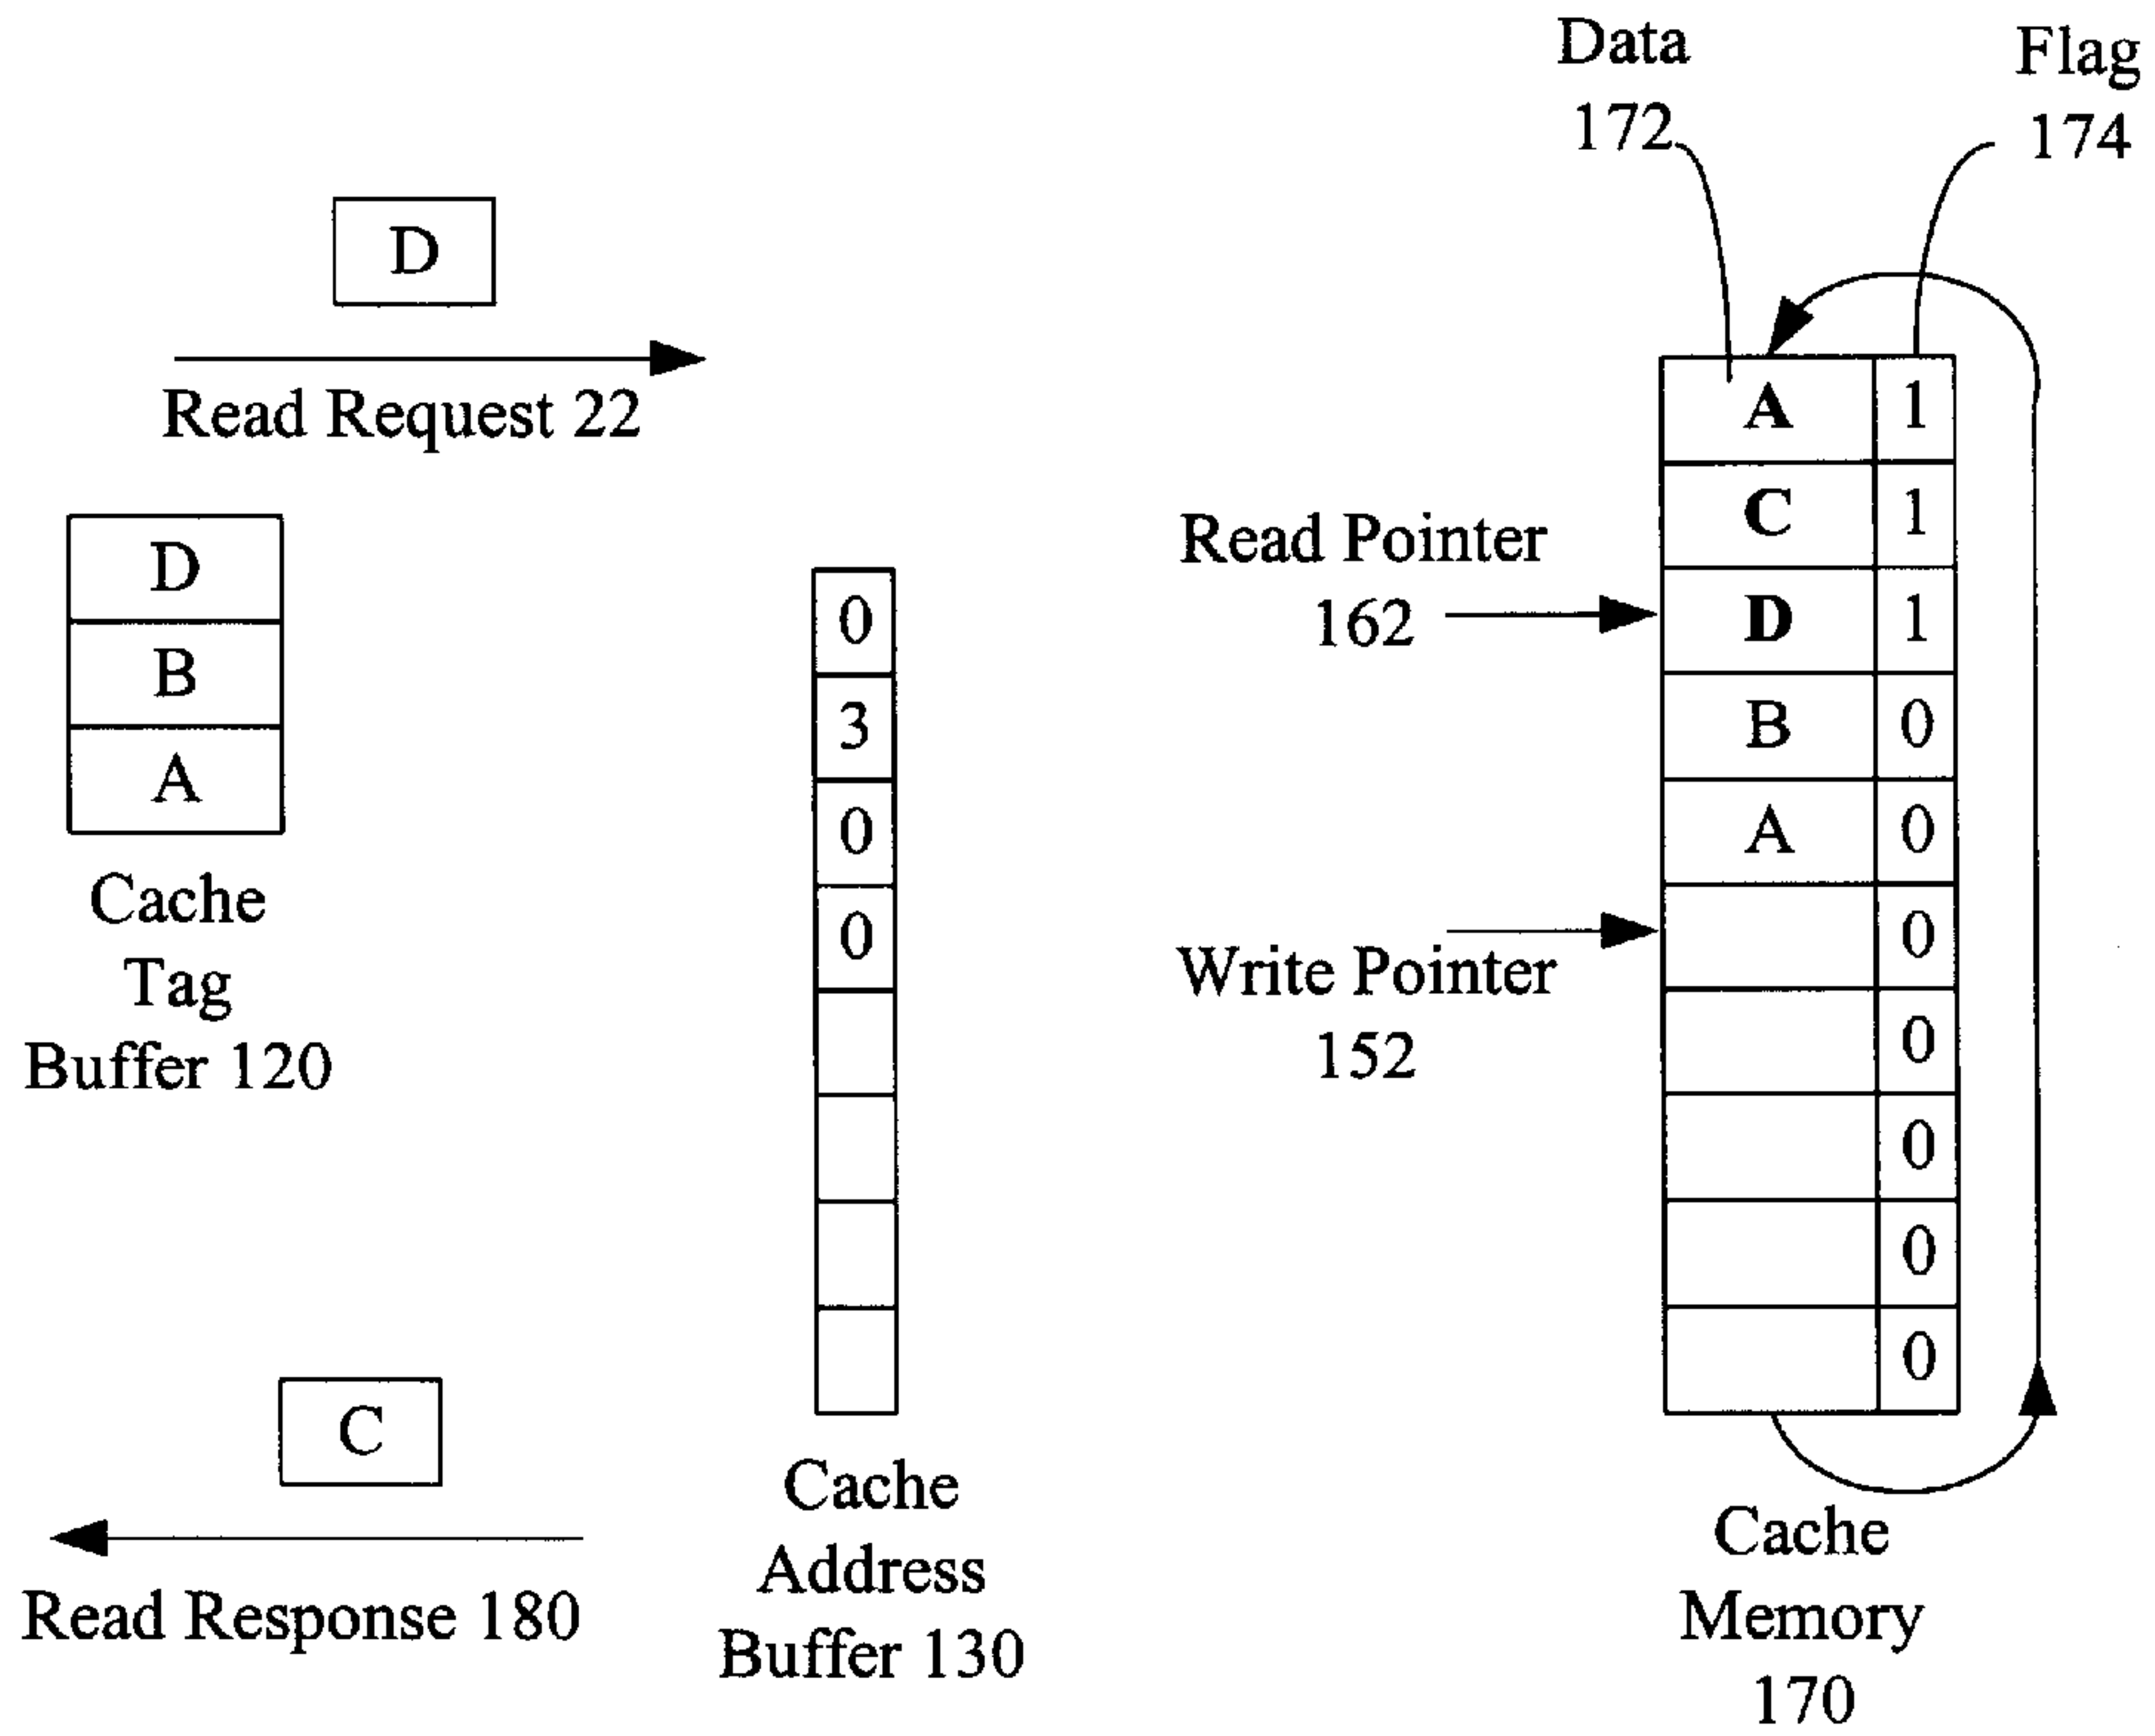 Data
172
Flag
174
D
Read Request 22
D
B
A
Cache
Tag
Buffer 120
0
3
0
0
Cache
Address
Buffer 130
C
Read Response 180
Read Pointer
162
Write Pointer
152
A 1
C 1
D 1
B 0
A 0
0
0
0
0
0
Cache
Memory
170